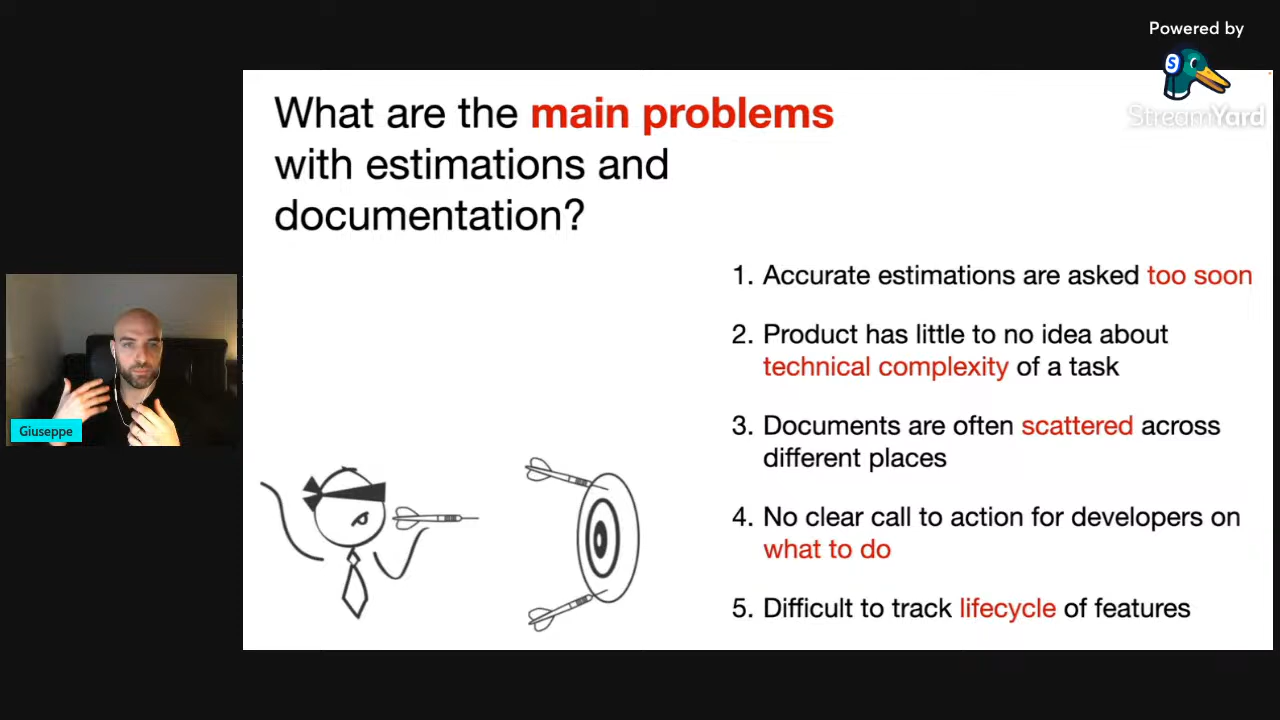 Powered by
S
StreamYard
What are the main problems
with estimations and
documentation?
1. Accurate estimations are asked too soon
2. Product has little to no idea about
technical complexity of a task
3. Documents are often scattered across
different places
4. No clear call to action for developers on
what to do
5. Difficult to track lifecycle of features
Giuseppe